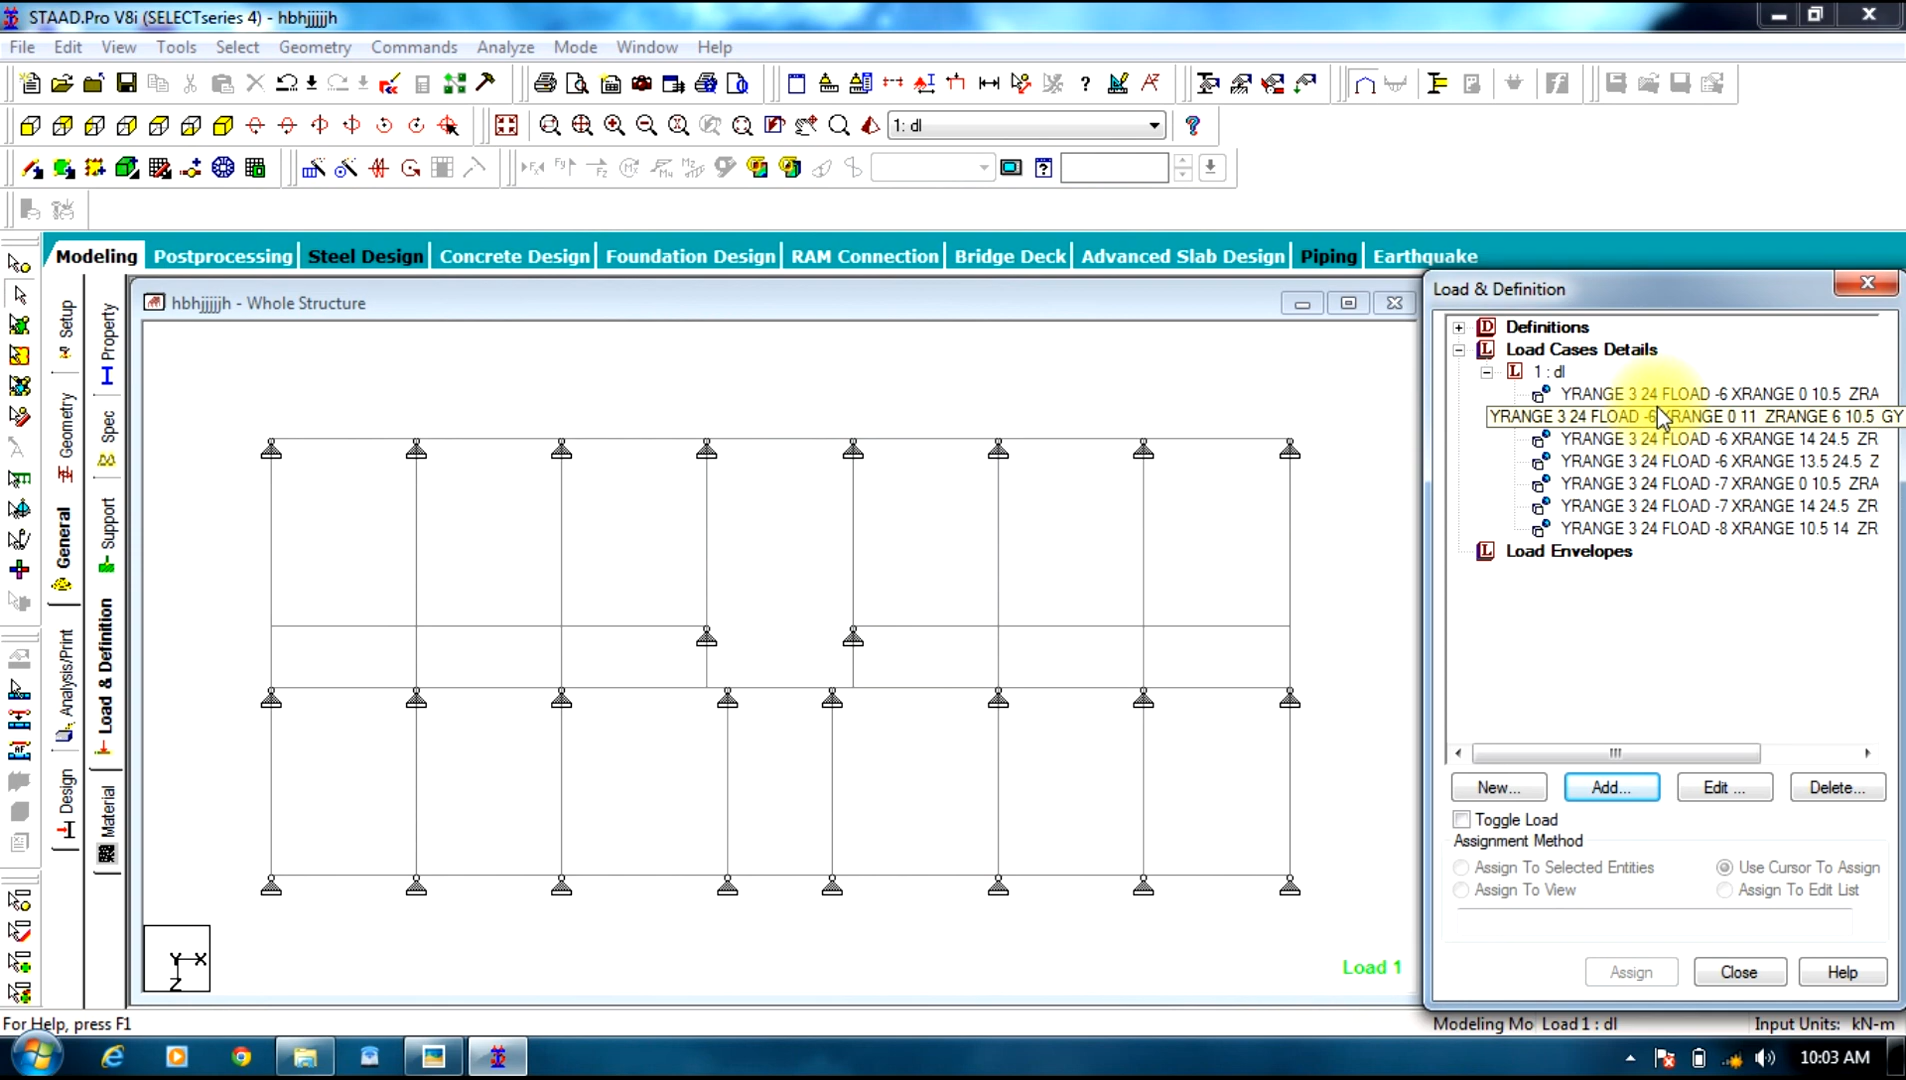 STAAD.Pro V8i (SELECTseries 4) - hbhjjjjjh
File Edit View Tools Select Geometry Commands Analyze Mode Window Help
1: dl
Modeling Postprocessing Steel Design Concrete Design Foundation Design RAM Connection Bridge Deck Advanced Slab Design Piping Earthquake
hbhjjjjjh - Whole Structure
Setup
Geometry
General
Analysis/Print
Design
Property
Spec
Support
Load & Definition
Material
Y X
Z
Load 1
Load & Definition
Definitions
Load Cases Details
1 : dl
YRANGE 3 24 FLOAD -6 XRANGE 0 10.5 ZRA
YRANGE 3 24 FLOAD -6 XRANGE 0 11 ZRANGE 6 10.5 GY
YRANGE 3 24 FLOAD -6 XRANGE 14 24.5 ZR
YRANGE 3 24 FLOAD -6 XRANGE 13.5 24.5 Z
YRANGE 3 24 FLOAD -7 XRANGE 0 10.5 ZRA
YRANGE 3 24 FLOAD -7 XRANGE 14 24.5 ZR
YRANGE 3 24 FLOAD -8 XRANGE 10.5 14 ZR
Load Envelopes
New... Add... Edit ... Delete...
Toggle Load
Assignment Method
Assign To Selected Entities Use Cursor To Assign
Assign To View Assign To Edit List
Assign Close Help
For Help, press F1 Modeling Mo Load 1 : dl Input Units: kN-m
10:03 AM